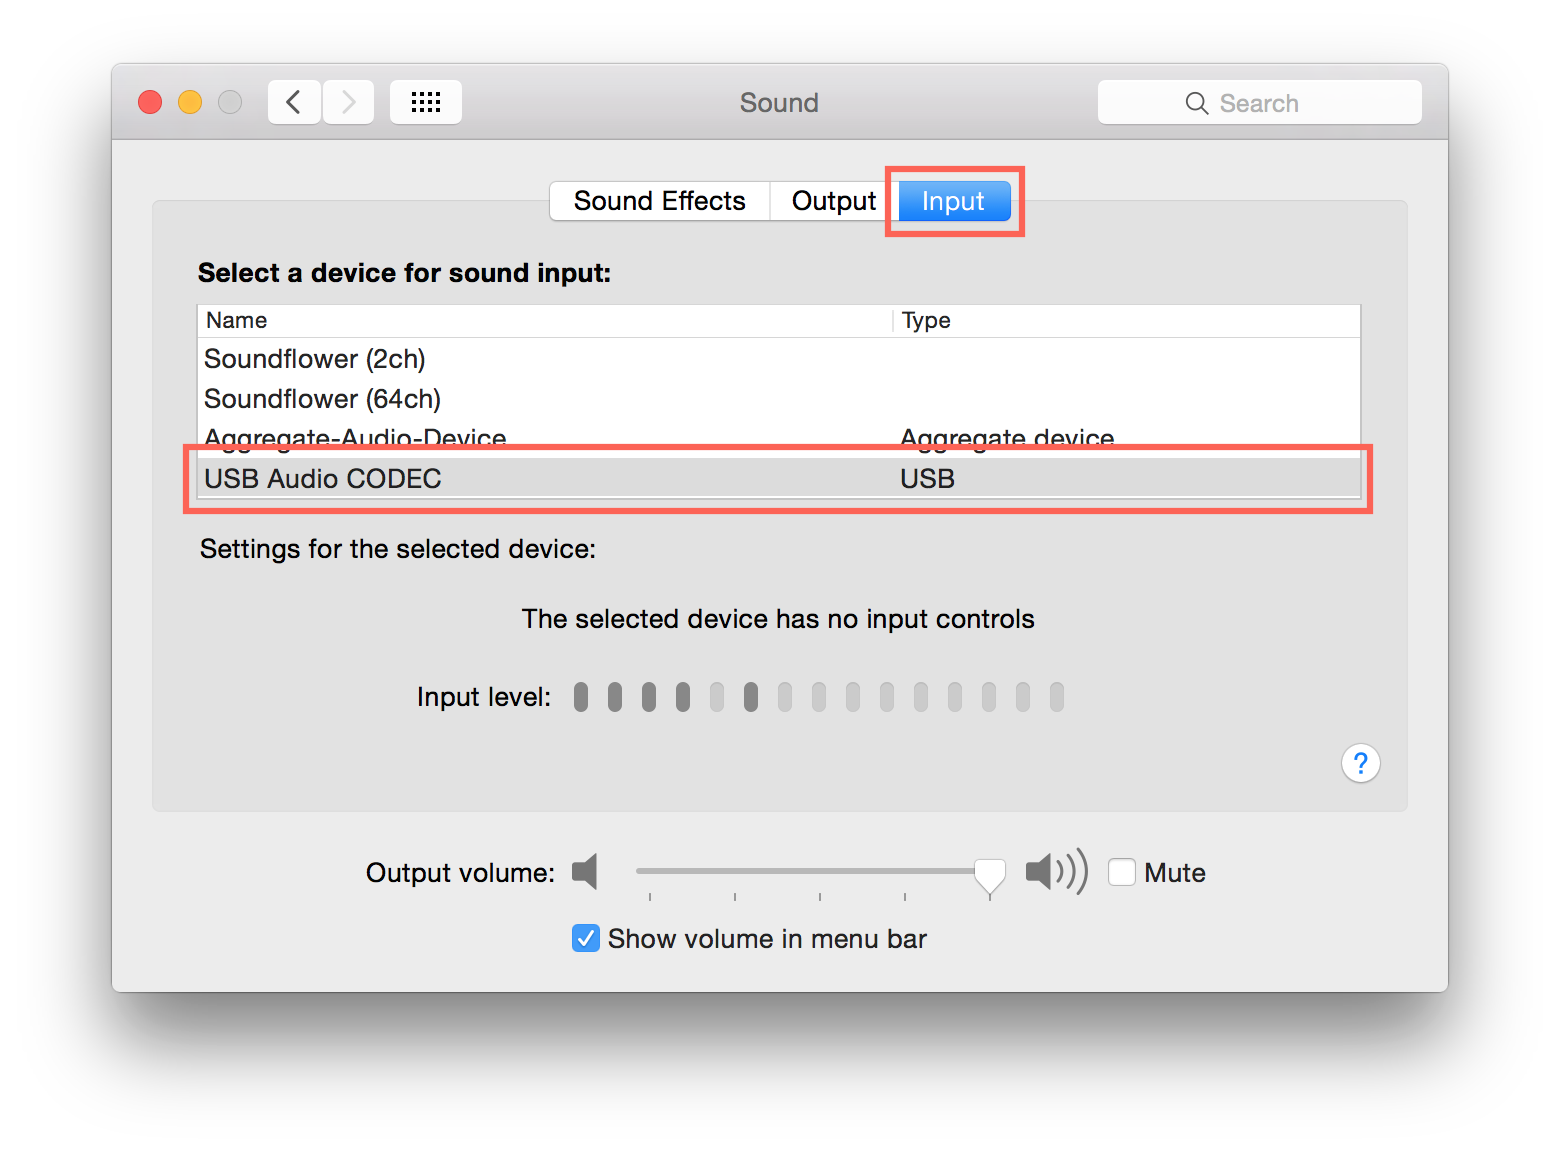 Sound
Search
Sound Effects Output Input
Select a device for sound input:
Name Type
Soundflower (2ch)
Soundflower (64ch)
Aggregate-Audio-Device Aggregate device
USB Audio CODEC USB
Settings for the selected device:
The selected device has no input controls
Input level:
?
Output volume: Mute
Show volume in menu bar